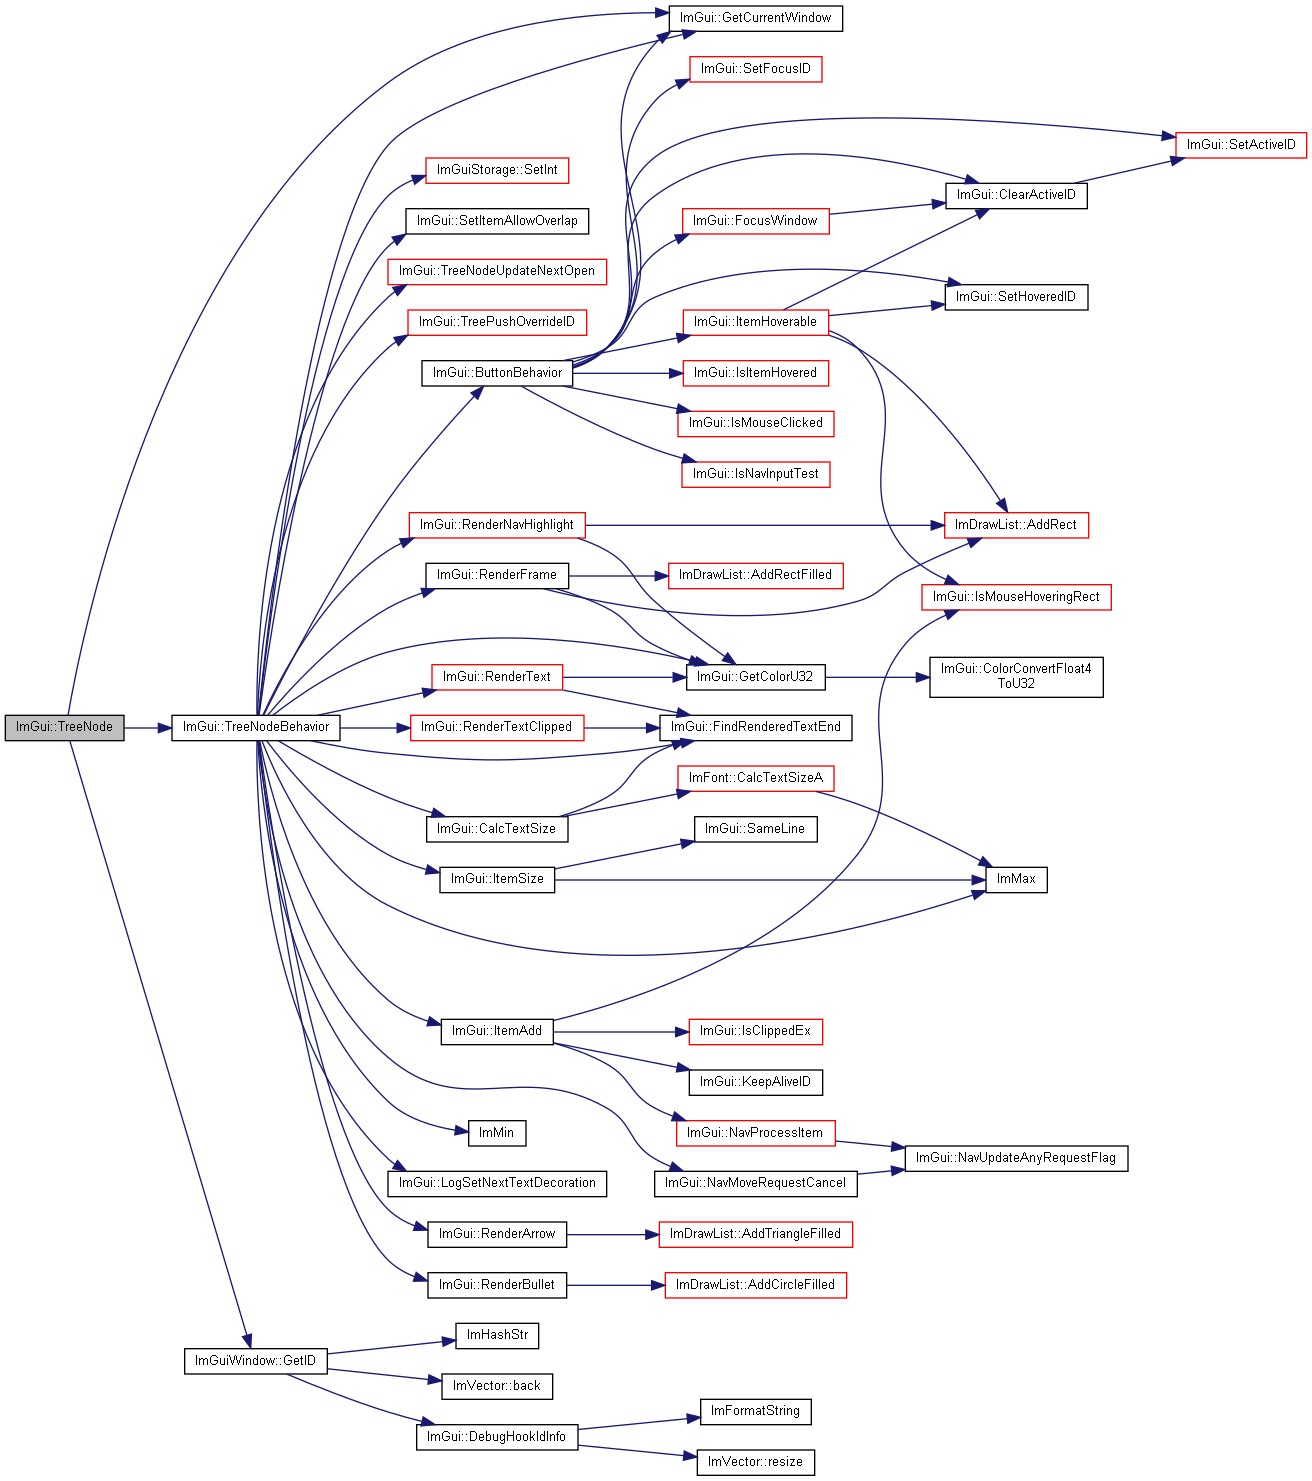 ImGui::GetCurrentWindow
ImGui::SetFocusID
ImGui::SetActiveID
ImGuiStorage::SetInt
ImGui::ClearActiveID
ImGui::SetItemAllowOverlap
ImGui::FocusWindow
ImGui::TreeNodeUpdateNextOpen
ImGui::SetHoveredID
ImGui::TreePushOverrideID
ImGui::ItemHoverable
ImGui::ButtonBehavior
ImGui::IsItemHovered
ImGui::IsMouseClicked
ImGui::IsNavInputTest
ImGui::RenderNavHighlight
ImDrawList::AddRect
ImGui::RenderFrame
ImDrawList::AddRectFilled
ImGui::IsMouseHoveringRect
ImGui::RenderText
ImGui::GetColorU32
ImGui::ColorConvertFloat4
ToU32
ImGui::TreeNode
ImGui::TreeNodeBehavior
ImGui::RenderTextClipped
ImGui::FindRenderedTextEnd
ImFont::CalcTextSizeA
ImGui::CalcTextSize
ImGui::SameLine
ImGui::ItemSize
ImMax
ImGui::ItemAdd
ImGui::IsClippedEx
ImGui::KeepAliveID
ImMin
ImGui::NavProcessItem
ImGui::NavUpdateAnyRequestFlag
ImGui::LogSetNextTextDecoration
ImGui::NavMoveRequestCancel
ImGui::RenderArrow
ImDrawList::AddTriangleFilled
ImGui::RenderBullet
ImDrawList::AddCircleFilled
ImHashStr
ImGuiWindow::GetID
ImVector::back
ImFormatString
ImGui::DebugHookIdInfo
ImVector::resize